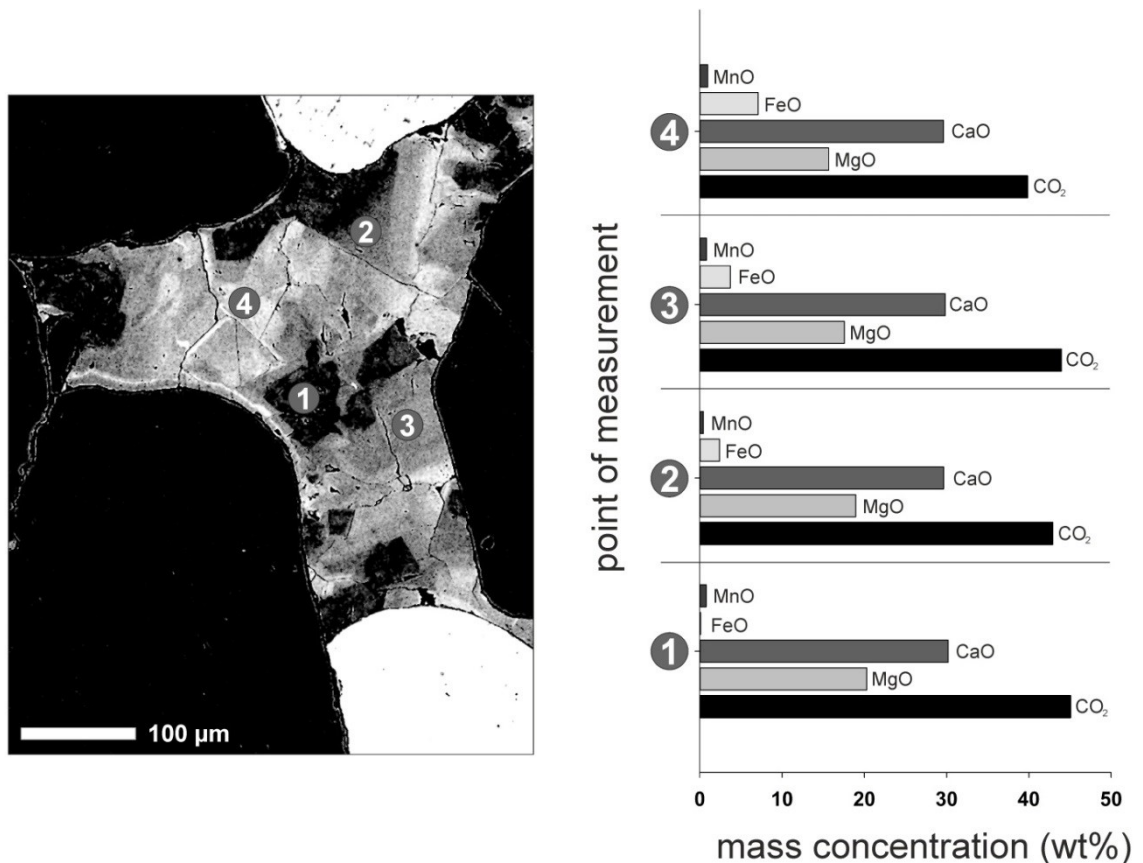 2
4
1
3
100 µm
point of measurement
4
MnO
FeO
CaO
MgO
CO₂
3
MnO
FeO
CaO
MgO
CO₂
2
MnO
FeO
CaO
MgO
CO₂
1
MnO
FeO
CaO
MgO
CO₂
0 10 20 30 40 50
mass concentration (wt%)